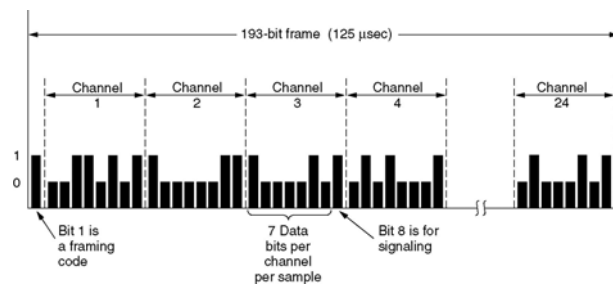 193-bit frame (125 μsec)
Channel
1
Channel
2
Channel
3
Channel
4
Channel
24
1
0
Bit 1 is
a framing
code
7 Data
bits per
channel
per sample
Bit 8 is for
signaling